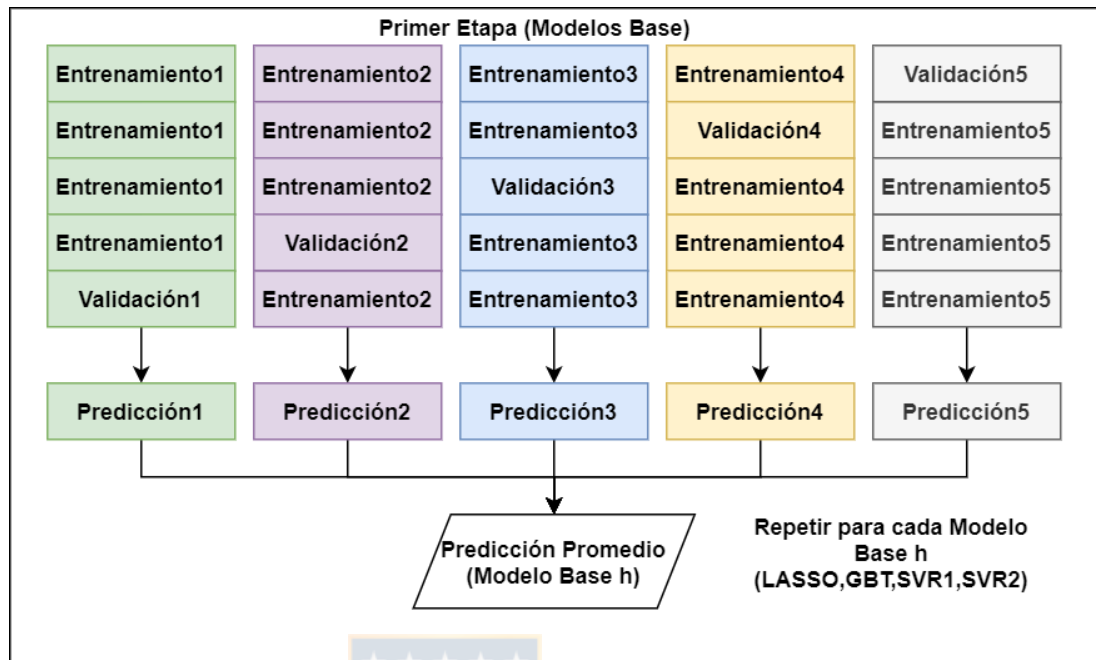 Primer Etapa (Modelos Base)
Entrenamiento1 Entrenamiento2 Entrenamiento3 Entrenamiento4 Validación5
Entrenamiento1 Entrenamiento2 Entrenamiento3 Validación4 Entrenamiento5
Entrenamiento1 Entrenamiento2 Validación3 Entrenamiento4 Entrenamiento5
Entrenamiento1 Validación2 Entrenamiento3 Entrenamiento4 Entrenamiento5
Validación1 Entrenamiento2 Entrenamiento3 Entrenamiento4 Entrenamiento5
Predicción1 Predicción2 Predicción3 Predicción4 Predicción5
Predicción Promedio
(Modelo Base h)
Repetir para cada Modelo
Base h
(LASSO,GBT,SVR1,SVR2)